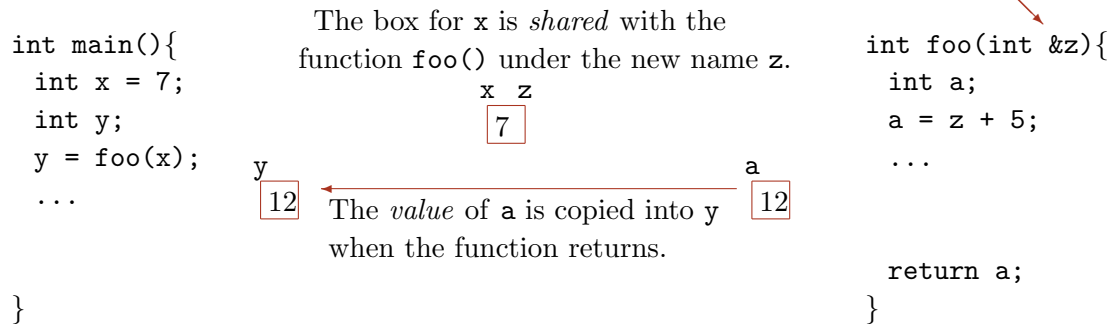 int main(){
int x = 7;
int y;
y = foo(x);
...
}
The box for x is shared with the
function foo() under the new name z.
x z
7
y
12
a
12
The value of a is copied into y
when the function returns.
int foo(int &z){
int a;
a = z + 5;
...
return a;
}